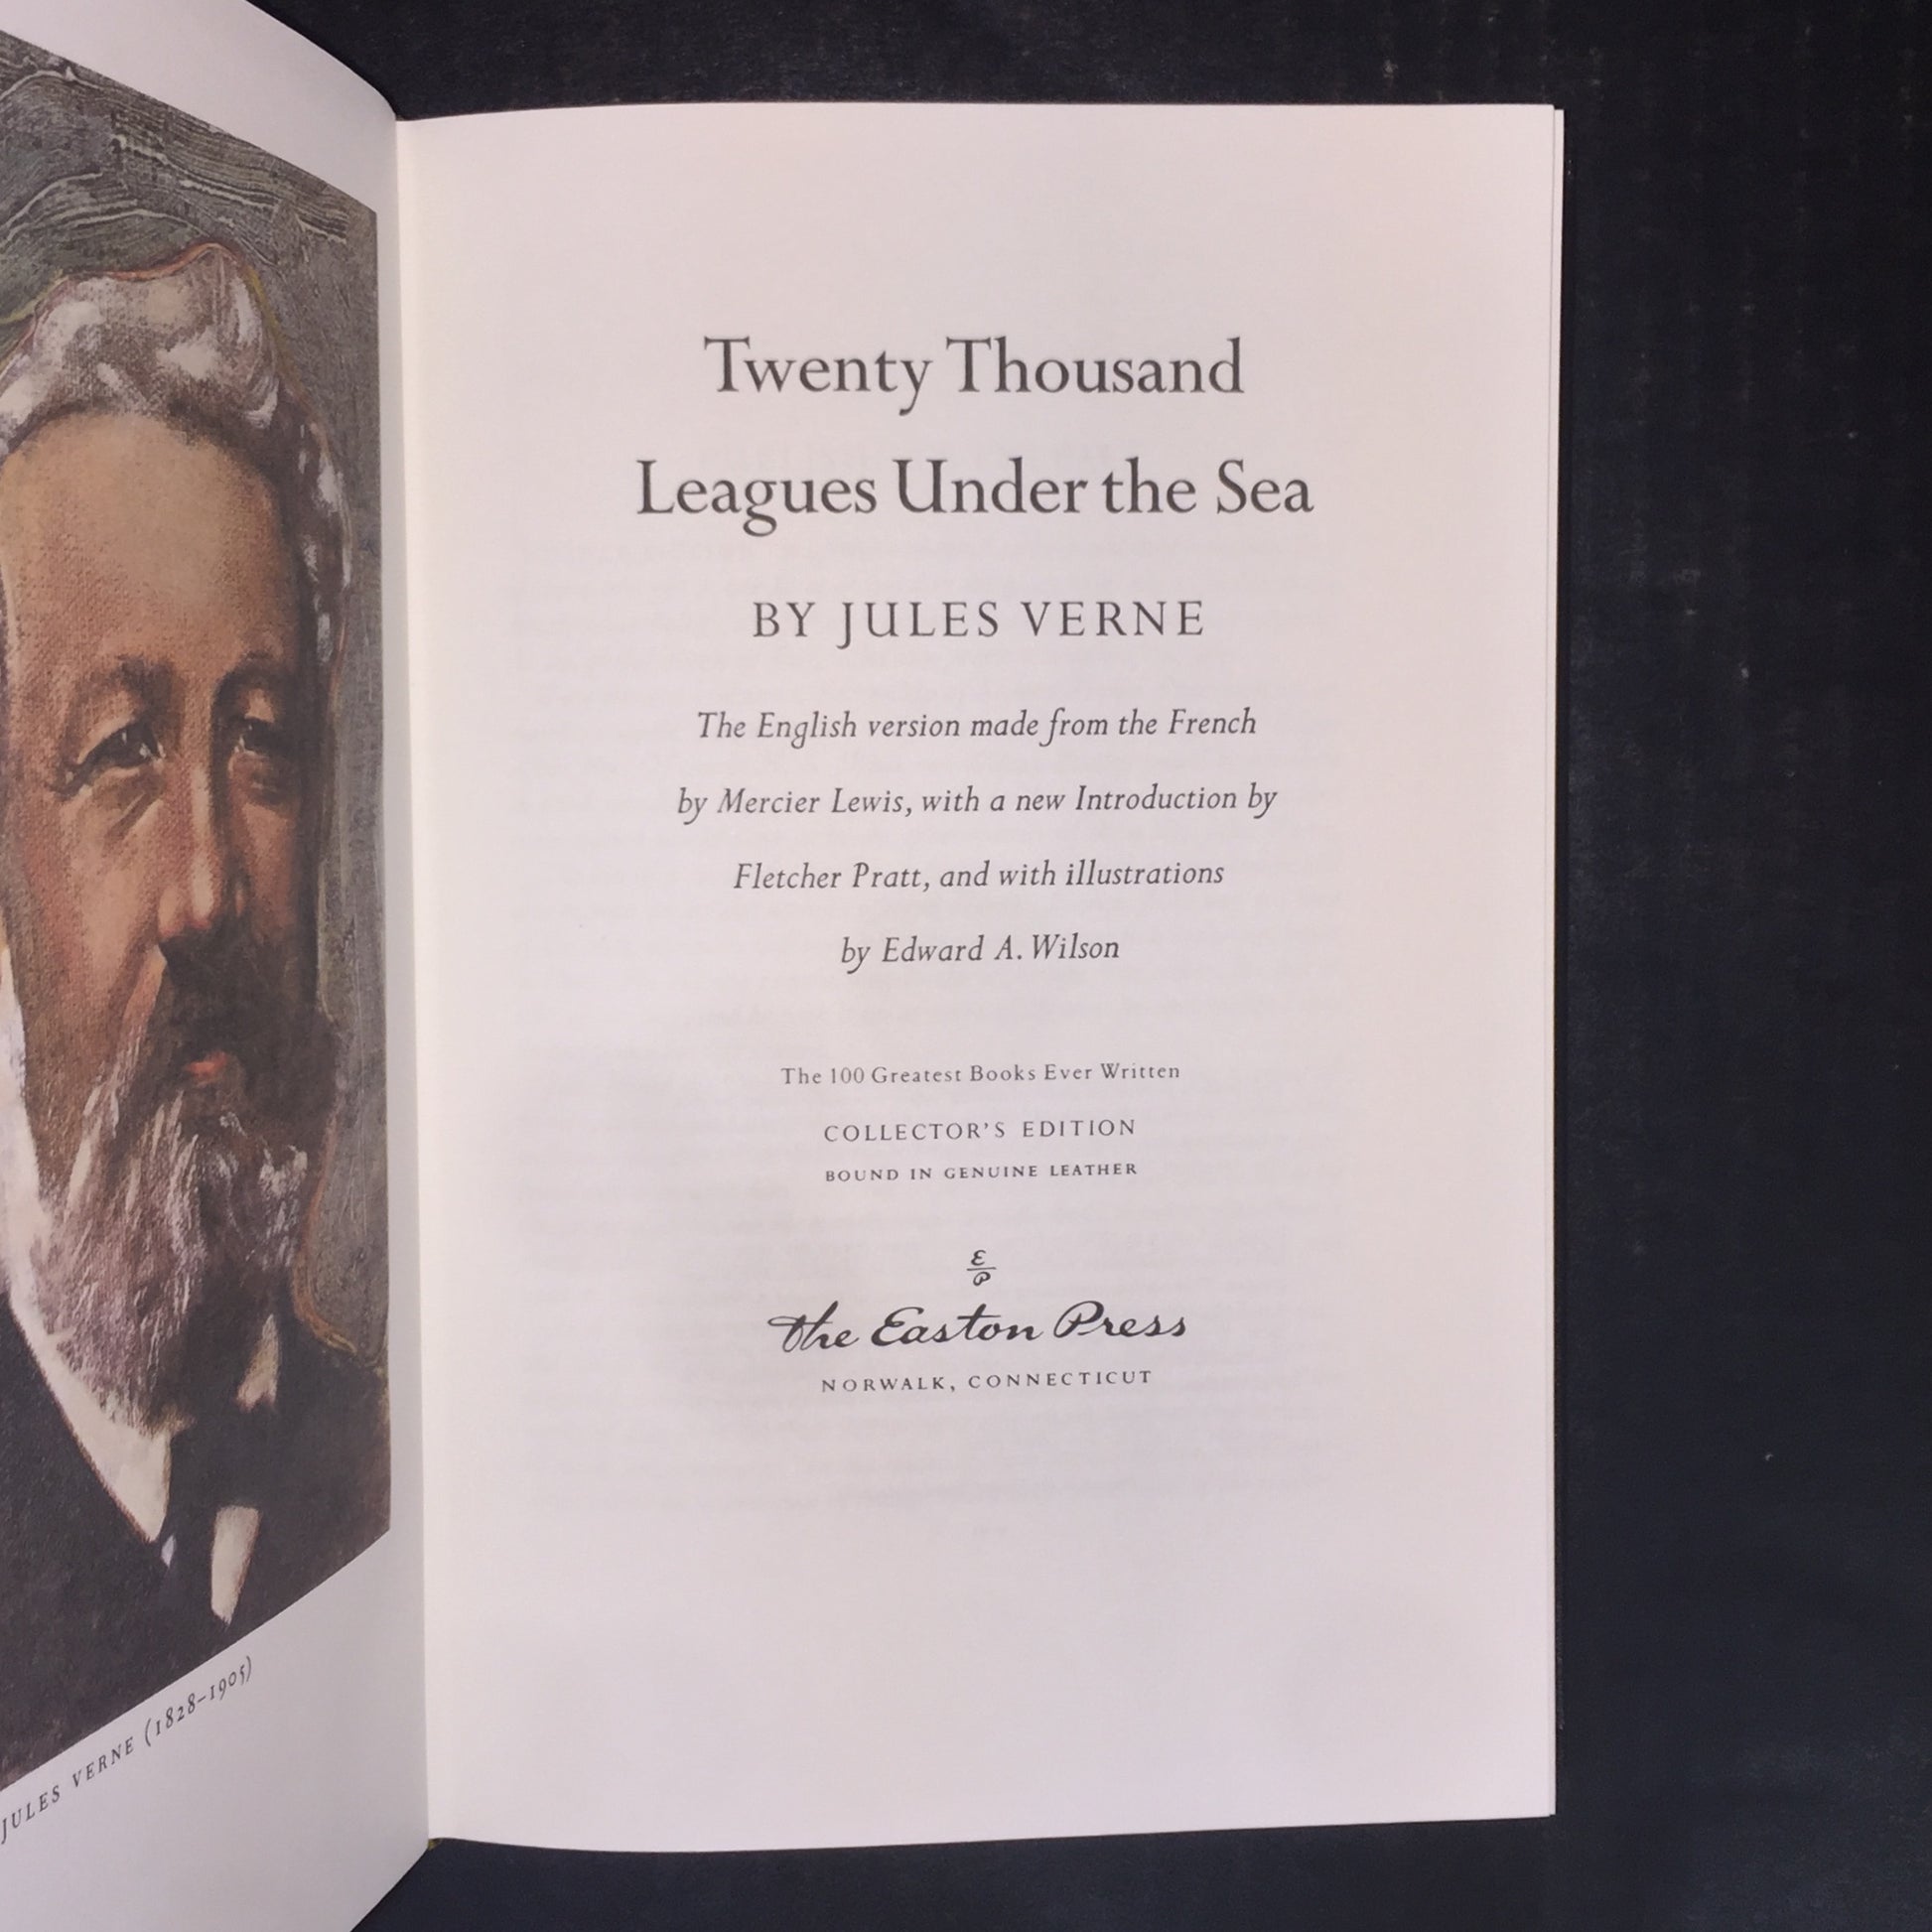 JULES VERNE (1828–1905)
Twenty Thousand
Leagues Under the Sea
BY JULES VERNE
The English version made from the French
by Mercier Lewis, with a new Introduction by
Fletcher Pratt, and with illustrations
by Edward A. Wilson
The 100 Greatest Books Ever Written
COLLECTOR'S EDITION
BOUND IN GENUINE LEATHER
EP
The Easton Press
NORWALK, CONNECTICUT